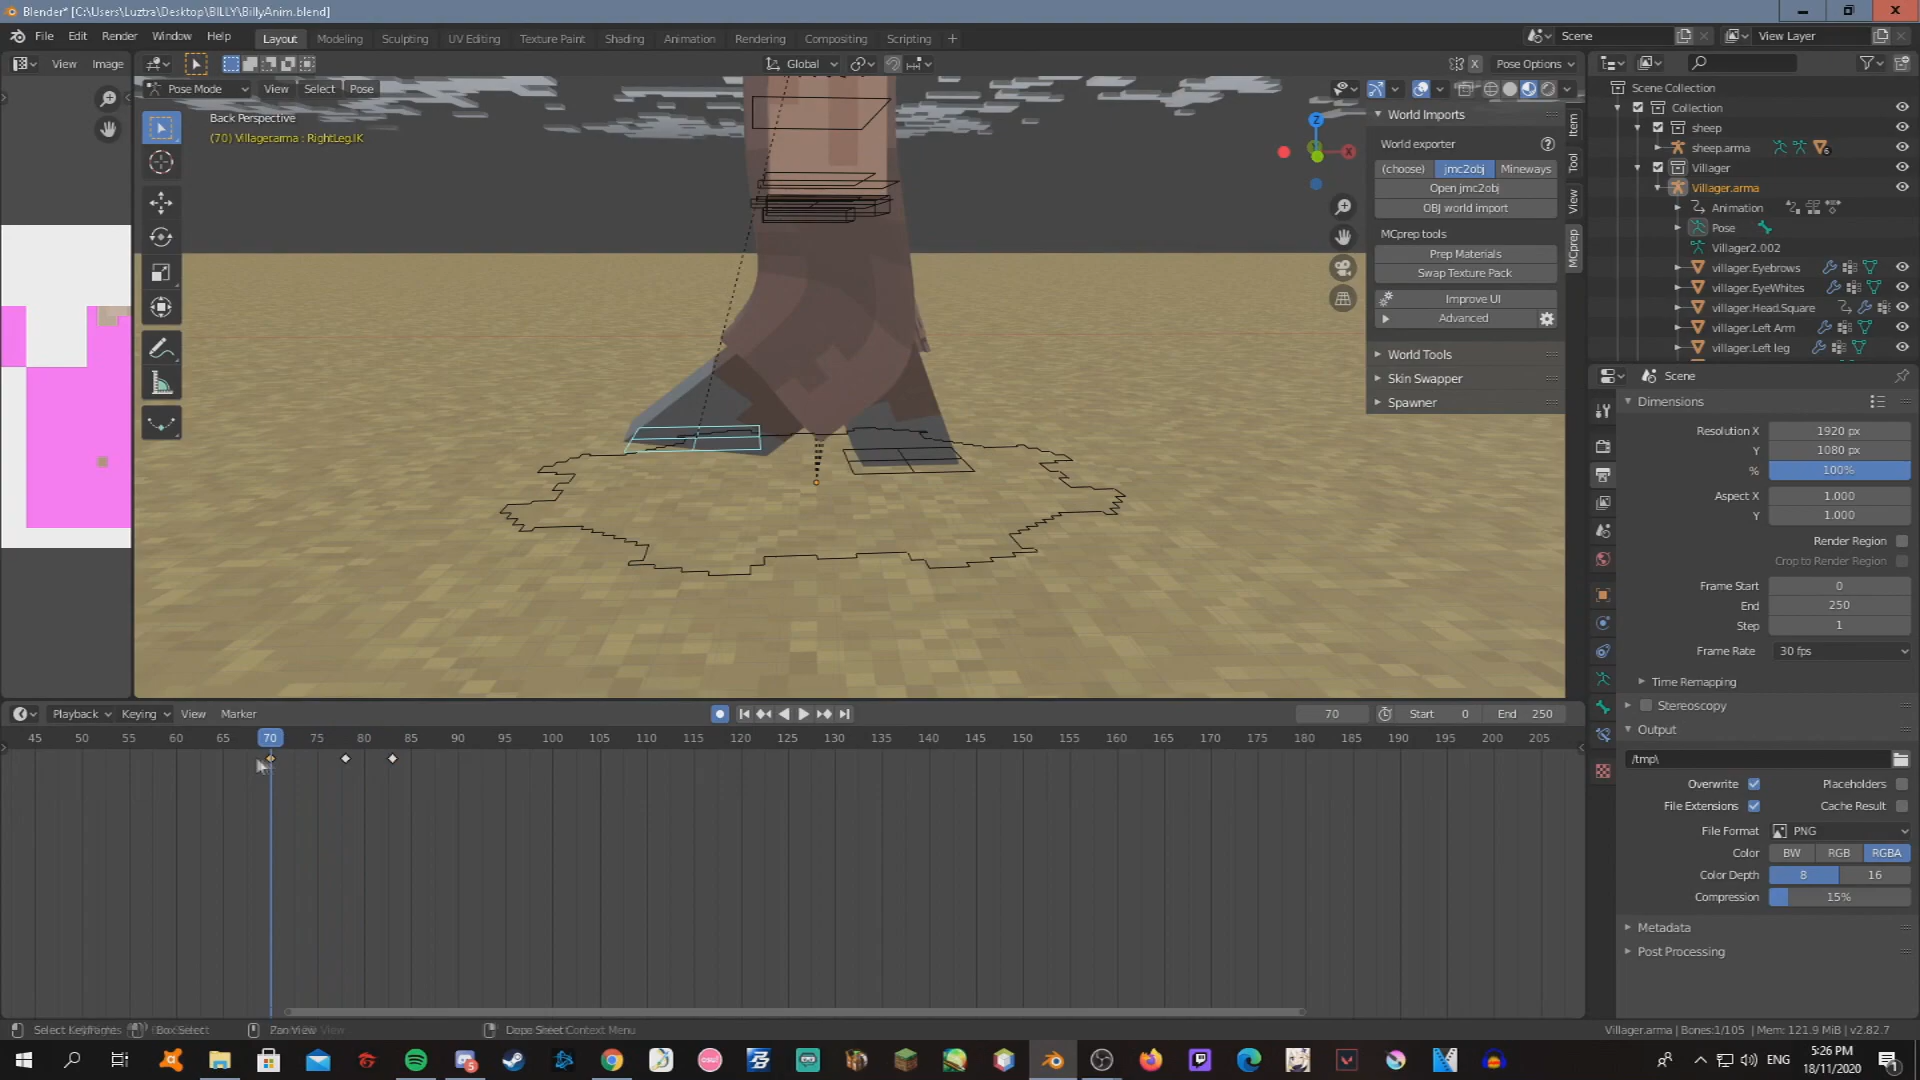 Blender* [C:\Users\Luztra\Desktop\BILLY\BillyAnim.blend]
File Edit Render Window Help Layout Modeling Sculpting UV Editing Texture Paint Shading Animation Rendering Compositing Scripting + Scene View Layer
View Image Global Pose Options
Pose Mode View Select Pose
Back Perspective
(70) Villager.arma : RightLeg.IK
World Imports
World exporter
(choose) jmc2obj Mineways
Open jmc2obj
OBJ world import
MCprep tools
Prep Materials
Swap Texture Pack
Improve UI
Advanced
World Tools
Skin Swapper
Spawner
Item
Tool
View
MCprep
Z
X
Scene Collection
Collection
sheep
sheep.arma 6
Villager
Villager.arma
Animation
Pose
Villager2.002
villager.Eyebrows
villager.EyeWhites
villager.Head.Square
villager.Left Arm
villager.Left leg
Scene
Dimensions
Resolution X 1920 px
Y 1080 px
% 100%
Aspect X 1.000
Y 1.000
Render Region
Crop to Render Region
Frame Start 0
End 250
Step 1
Frame Rate 30 fps
Time Remapping
Stereoscopy
Output
/tmp\
Overwrite Placeholders
File Extensions Cache Result
File Format PNG
Color BW RGB RGBA
Color Depth 8 16
Compression 15%
Metadata
Post Processing
Playback Keying View Marker 70 Start 0 End 250
45 50 55 60 65 70 75 80 85 90 95 100 105 110 115 120 125 130 135 140 145 150 155 160 165 170 175 180 185 190 195 200 205
Box Select Dope Sheet Context Menu
Villager.arma | Bones:1/105 | Mem: 121.9 MiB | v2.82.7
ENG
5:26 PM
18/11/2020